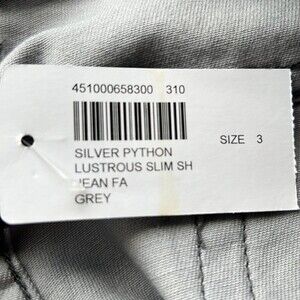 451000658300 310
SILVER PYTHON
LUSTROUS SLIM SH
SIZE 3
JEAN FA
GREY